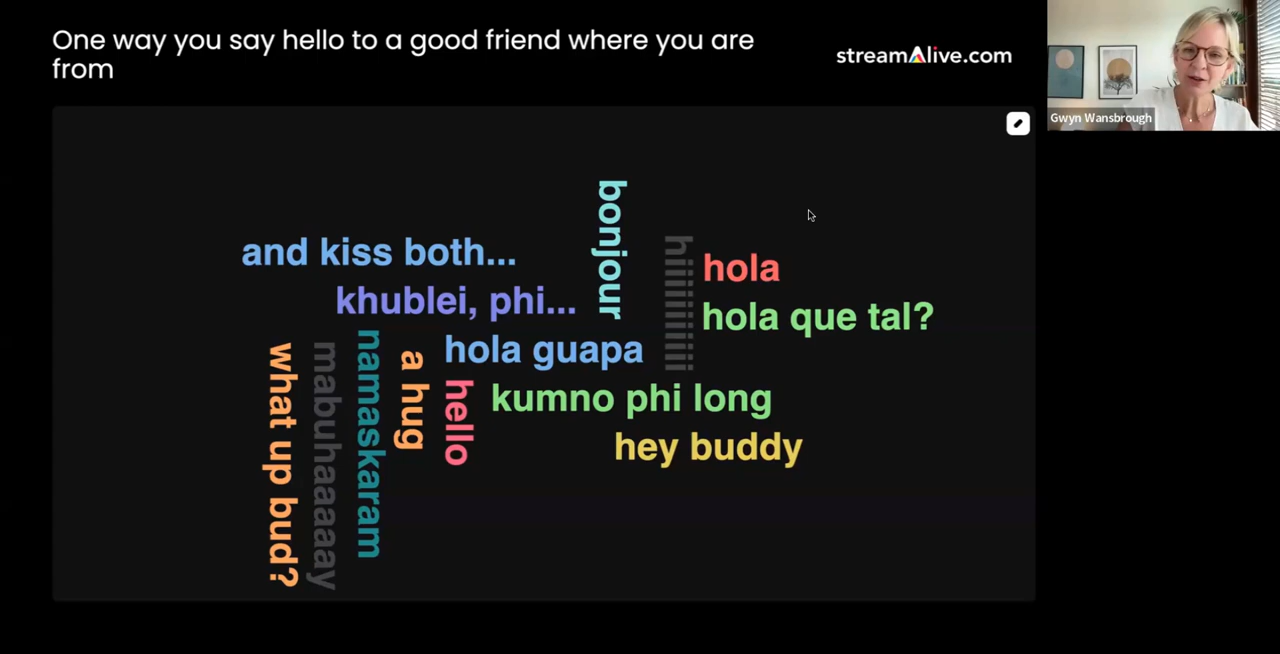 One way you say hello to a good friend where you are
from
streamAlive.com
Gwyn Wansbrough
bonjour
and kiss both...
hiiiiiiiiiii
hola
khublei, phi...
hola que tal?
hola guapa
what up bud?
mabuhaaaaay
namaskaram
a hug
hello
kumno phi long
hey buddy